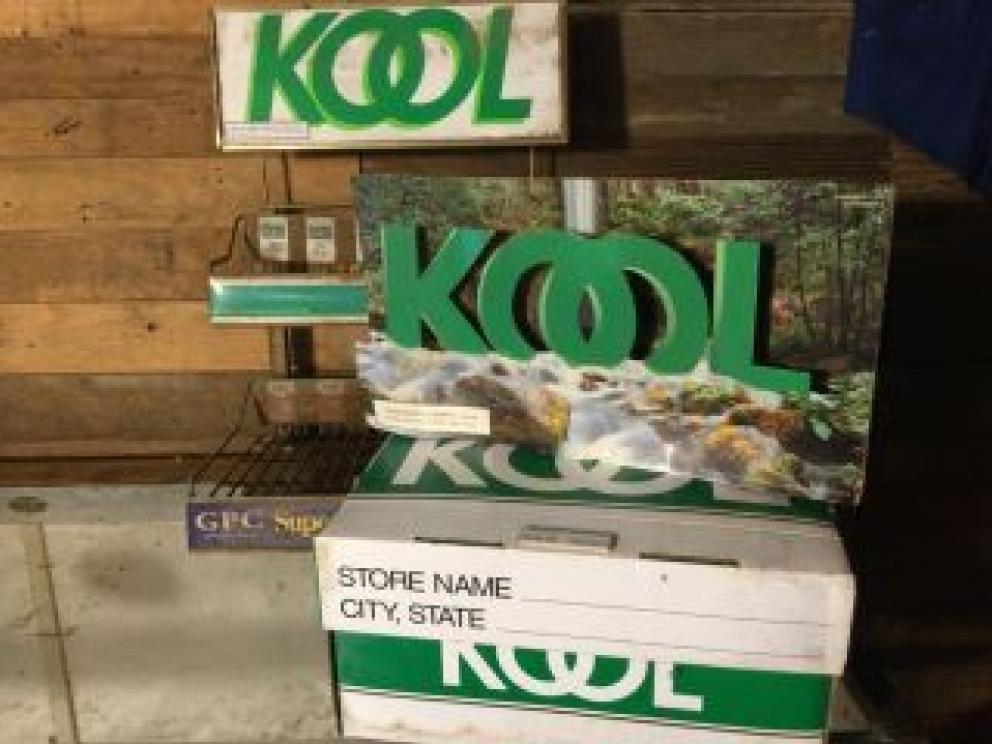 KOOL
KOOL
KOOL
GPC
STORE NAME
CITY, STATE
KOOL